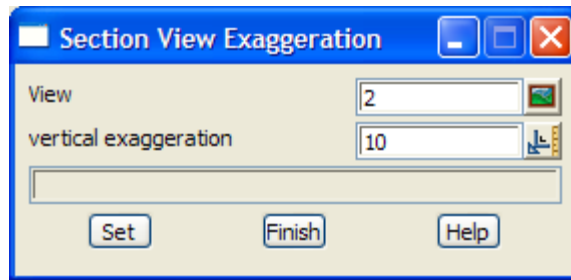 Section View Exaggeration
View 2
vertical exaggeration 10
Set Finish Help